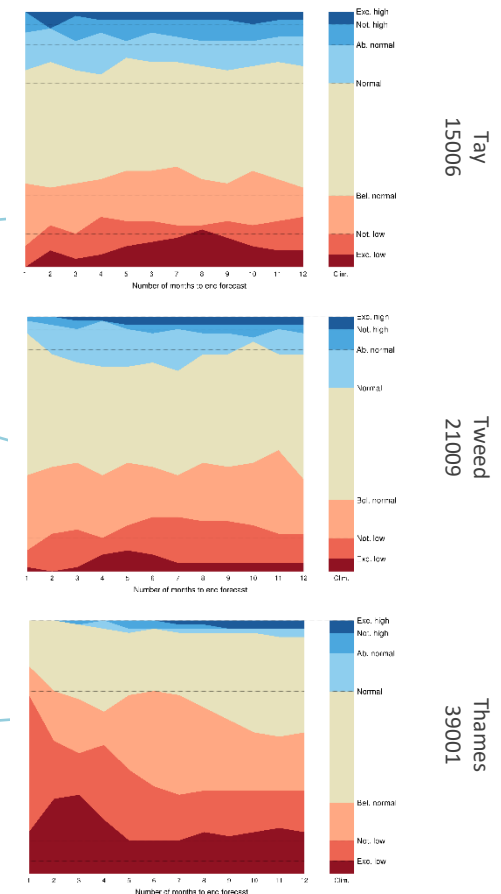 Exc. high
Not. high
Ab. normal
Normal
Bel. normal
Not. low
Exc. low
1 2 3 4 5 6 7 8 9 10 11 12 Clim.
Number of months to end forecast
Tay
15006
Exc. high
Not. high
Ab. normal
Normal
Bel. normal
Not. low
Exc. low
1 2 3 4 5 6 7 8 9 10 11 12 Clim.
Number of months to end forecast
Tweed
21009
Exc. high
Not. high
Ab. normal
Normal
Bel. normal
Not. low
Exc. low
1 2 3 4 5 6 7 8 9 10 11 12 Clim.
Number of months to end forecast
Thames
39001